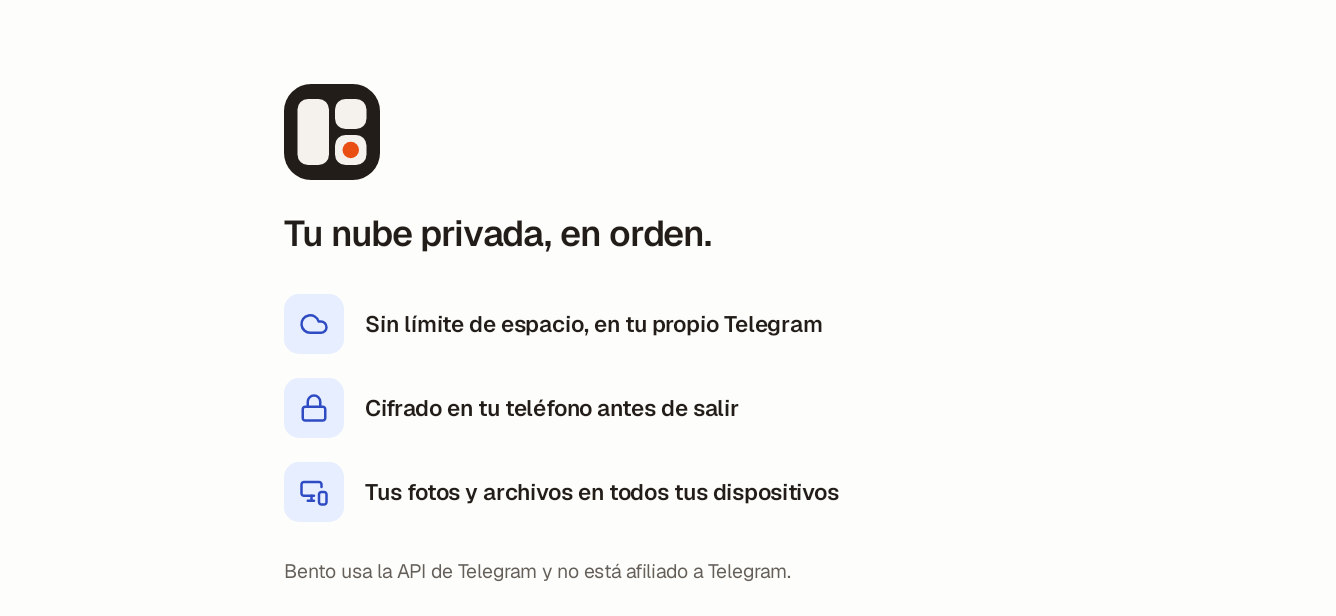 Tu nube privada, en orden.
Sin límite de espacio, en tu propio Telegram
Cifrado en tu teléfono antes de salir
Tus fotos y archivos en todos tus dispositivos
Bento usa la API de Telegram y no está afiliado a Telegram.